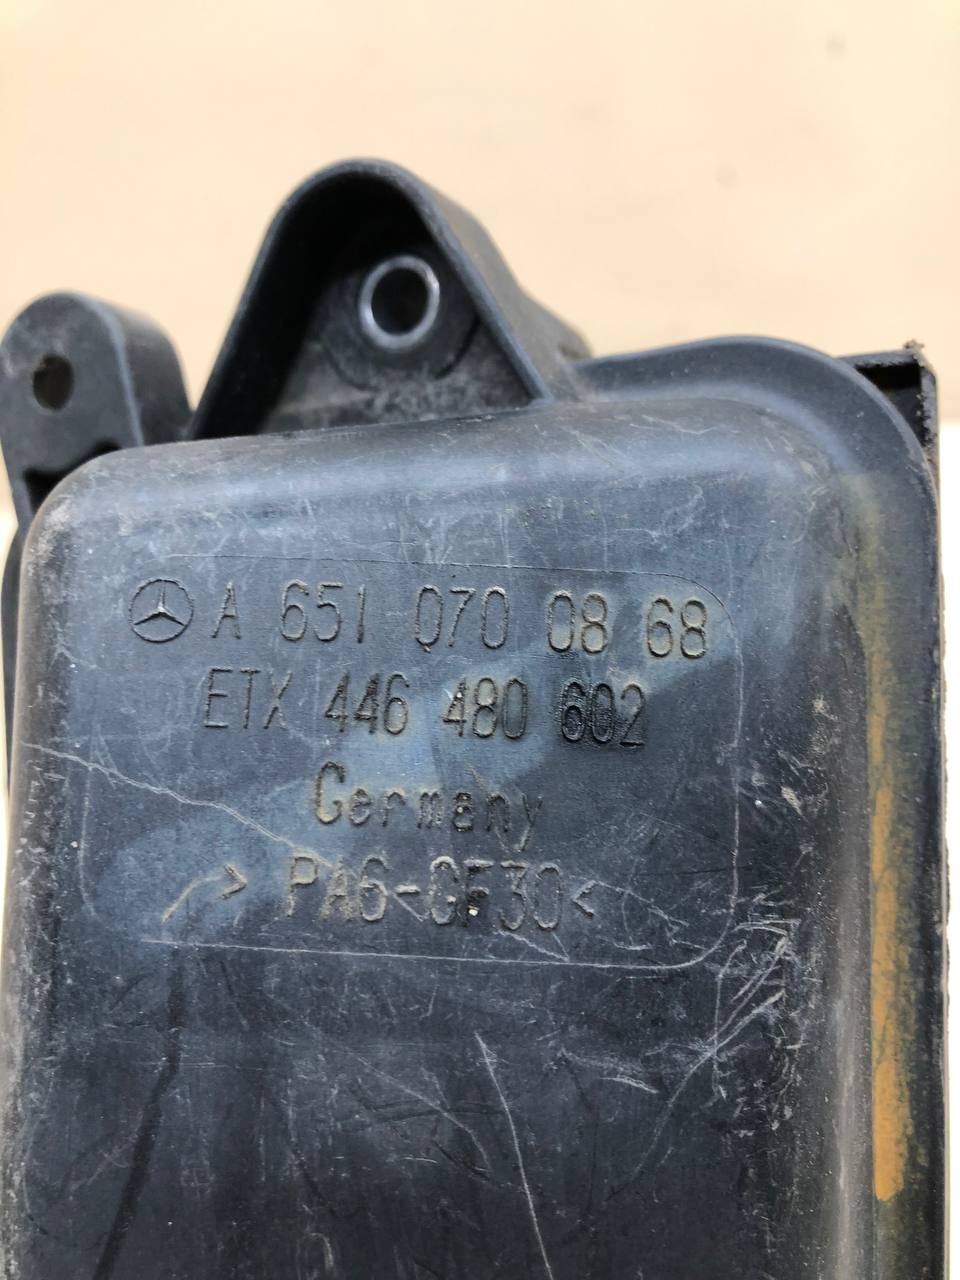 A 651 070 08 68
ETX 446 480 602
Germany
> PA6-GF30<